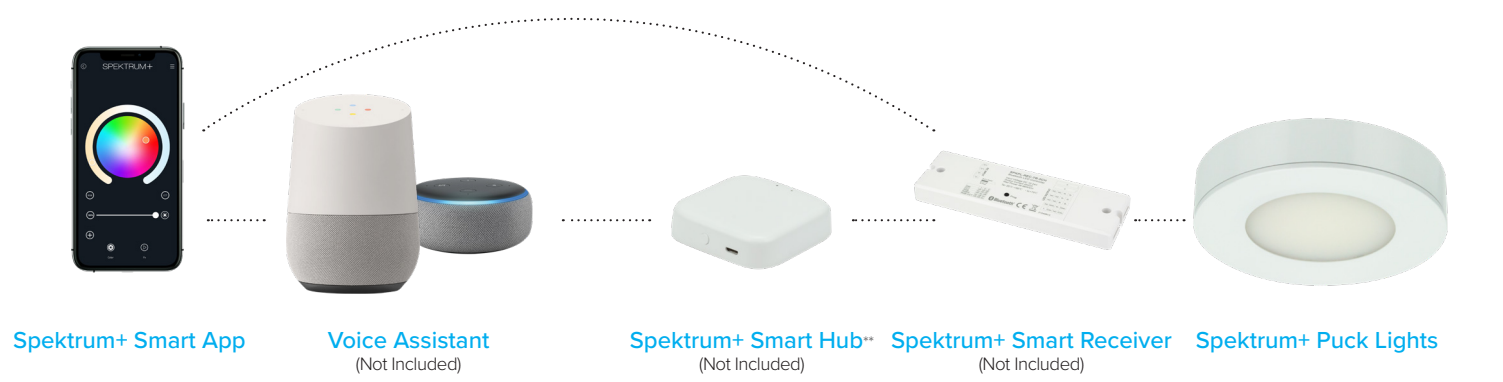 SPEKTRUM+
Spektrum+ Smart App
Voice Assistant
(Not Included)
Spektrum+ Smart Hub**
(Not Included)
Spektrum+ Smart Receiver
(Not Included)
Spektrum+ Puck Lights
Bluetooth